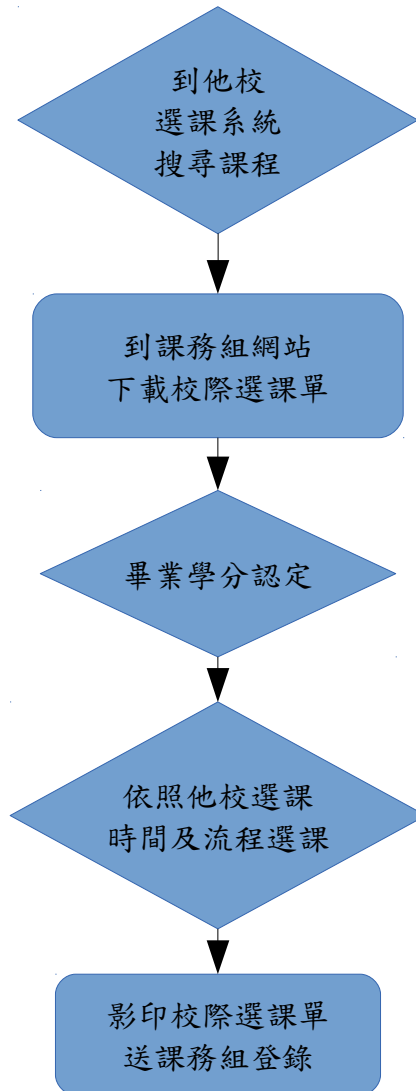 到他校
選課系統
搜尋課程
到課務組網站
下載校際選課單
畢業學分認定
依照他校選課
時間及流程選課
影印校際選課單
送課務組登錄